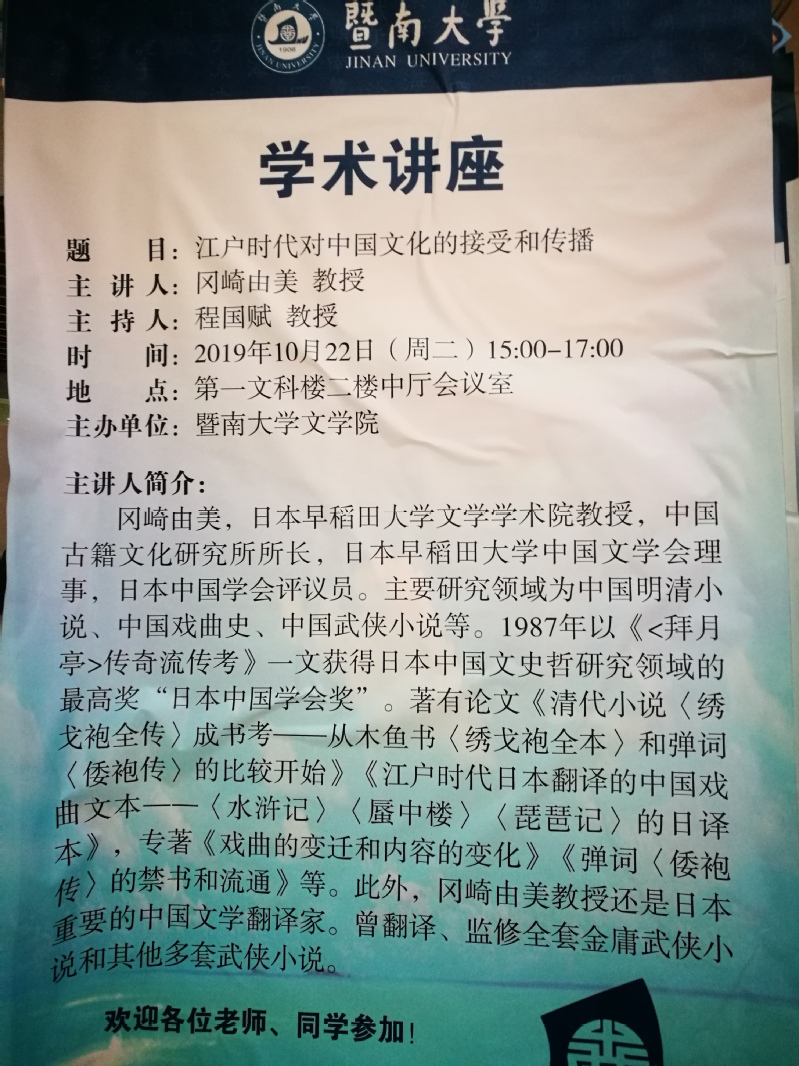 暨南大學
JINAN UNIVERSITY
暨南大学
JINAN UNIVERSITY
1906
学术讲座
题 目：江户时代对中国文化的接受和传播
主 讲 人：冈崎由美 教授
主 持 人：程国赋 教授
时 间：2019年10月22日（周二）15:00-17:00
地 点：第一文科楼二楼中厅会议室
主办单位：暨南大学文学院
主讲人简介：
冈崎由美，日本早稻田大学文学学术院教授，中国
古籍文化研究所所长，日本早稻田大学中国文学会理
事，日本中国学会评议员。主要研究领域为中国明清小
说、中国戏曲史、中国武侠小说等。1987年以《<拜月
亭>传奇流传考》一文获得日本中国文史哲研究领域的
最高奖“日本中国学会奖”。著有论文《清代小说〈绣
戈袍全传〉成书考——从木鱼书〈绣戈袍全本〉和弹词
〈倭袍传〉的比较开始》《江户时代日本翻译的中国戏
曲文本——〈水浒记〉〈蜃中楼〉〈琵琶记〉的日译
本》，专著《戏曲的变迁和内容的变化》《弹词〈倭袍
传〉的禁书和流通》等。此外，冈崎由美教授还是日本
重要的中国文学翻译家。曾翻译、监修全套金庸武侠小
说和其他多套武侠小说。
欢迎各位老师、同学参加！